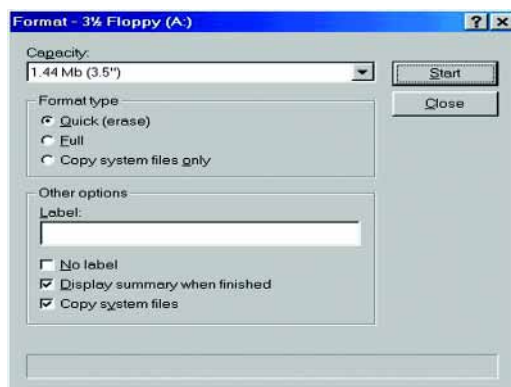 Format - 3½ Floppy (A:)
Capacity:
1.44 Mb (3.5")
Start
Close
Format type
Quick (erase)
Full
Copy system files only
Other options
Label:
No label
Display summary when finished
Copy system files